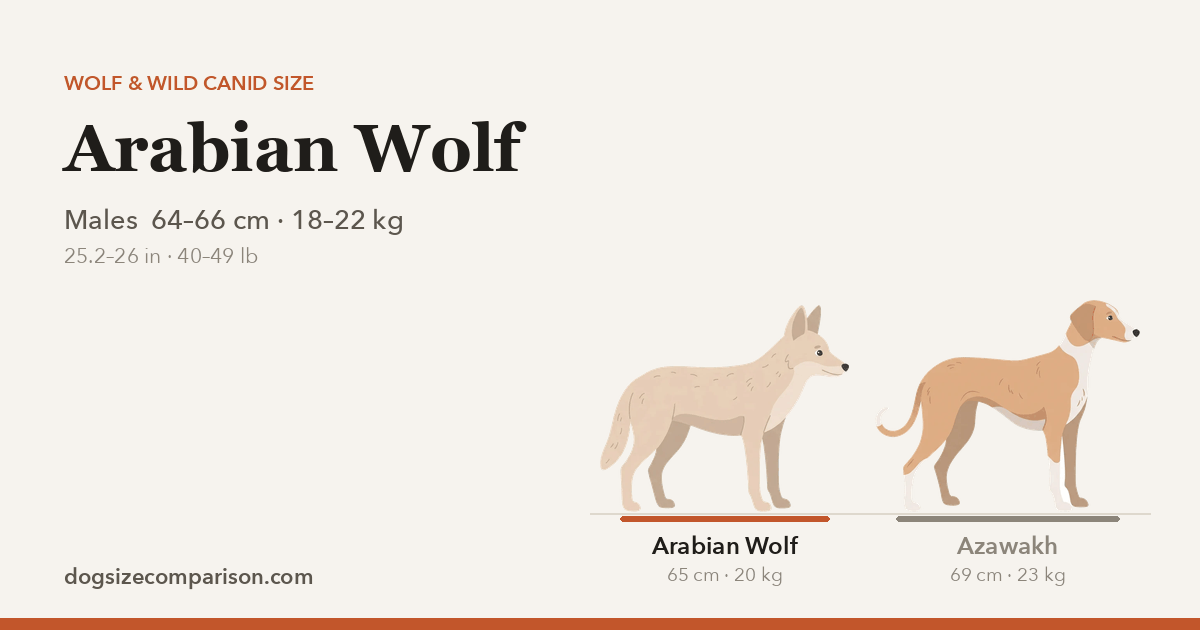 WOLF & WILD CANID SIZE
Arabian Wolf
Males 64–66 cm · 18–22 kg
25.2–26 in · 40–49 lb
Arabian Wolf
65 cm · 20 kg
Azawakh
69 cm · 23 kg
dogsizecomparison.com